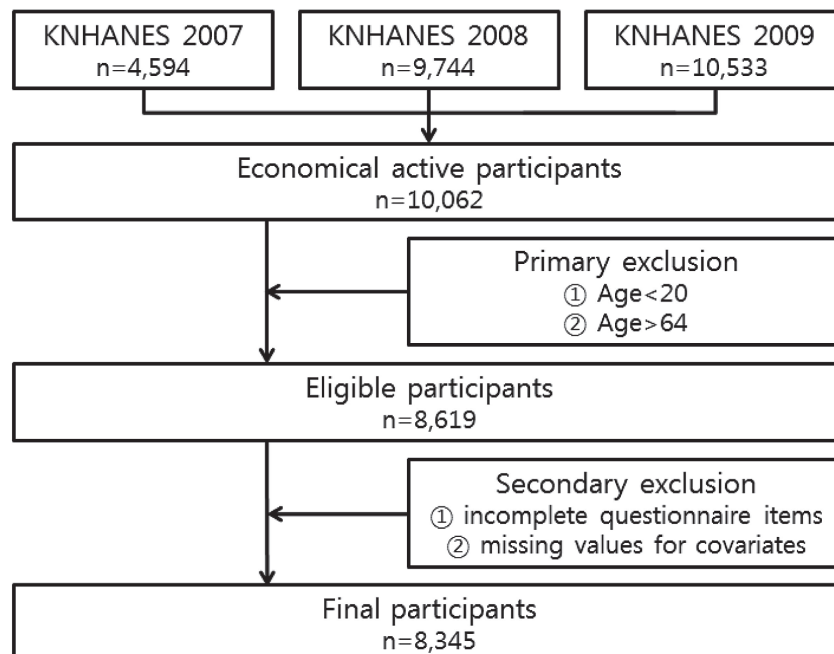 KNHANES 2007
n=4,594
KNHANES 2008
n=9,744
KNHANES 2009
n=10,533
Economical active participants
n=10,062
Primary exclusion
① Age<20
② Age>64
Eligible participants
n=8,619
Secondary exclusion
① incomplete questionnaire items
② missing values for covariates
Final participants
n=8,345